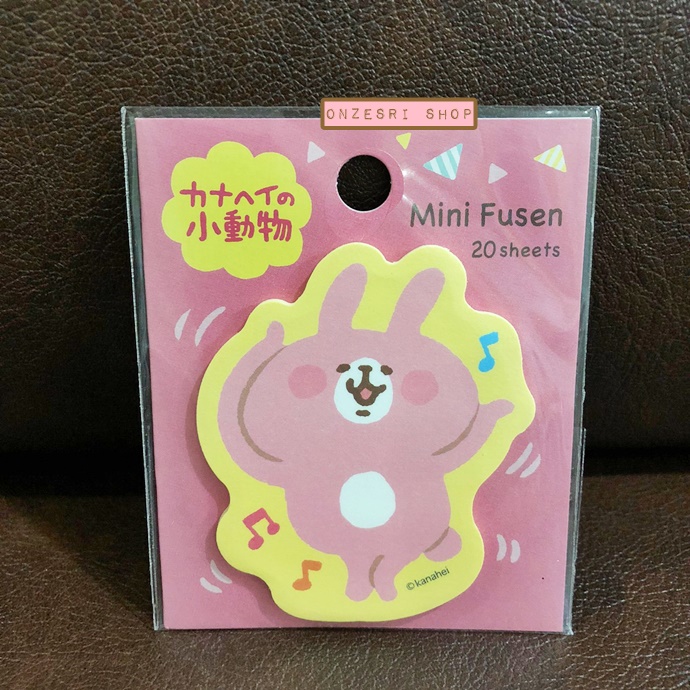 ONZESRI SHOP
カナヘイの
小動物
Mini Fusen
20 sheets
©kanahei